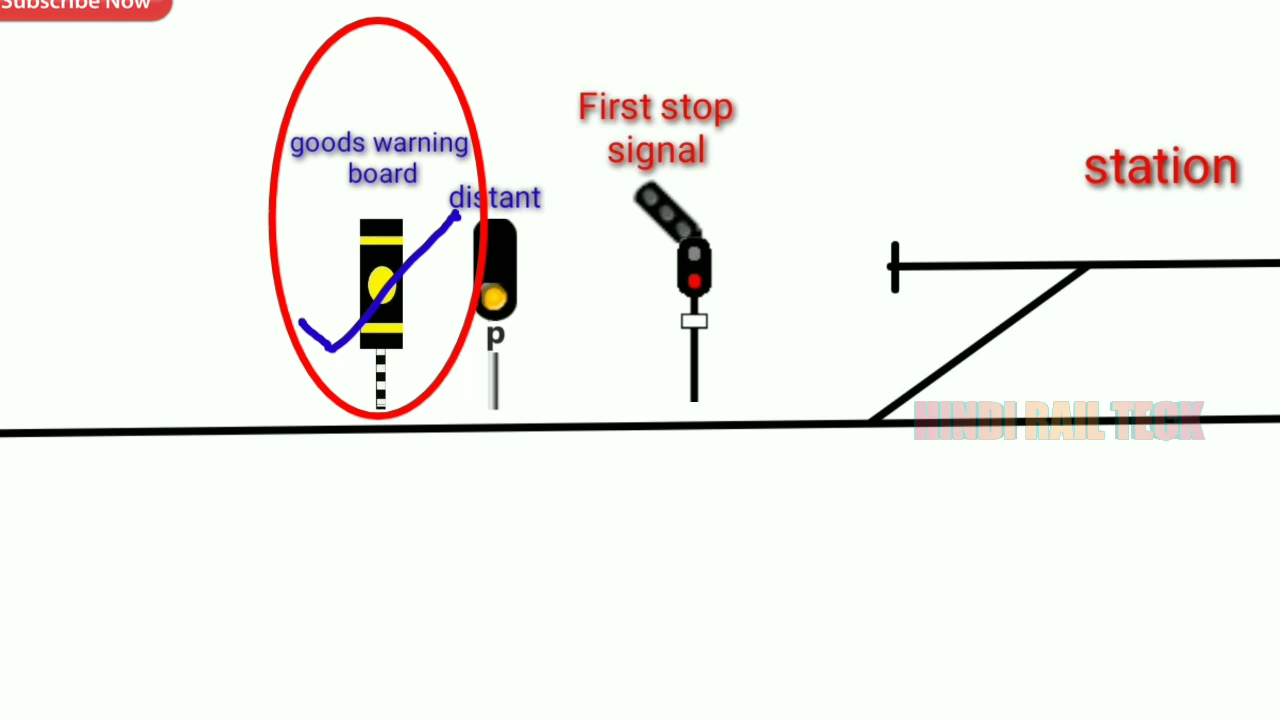 Subscribe Now
First stop
signal
goods warning
board
distant
station
p
HINDI RAIL TECK